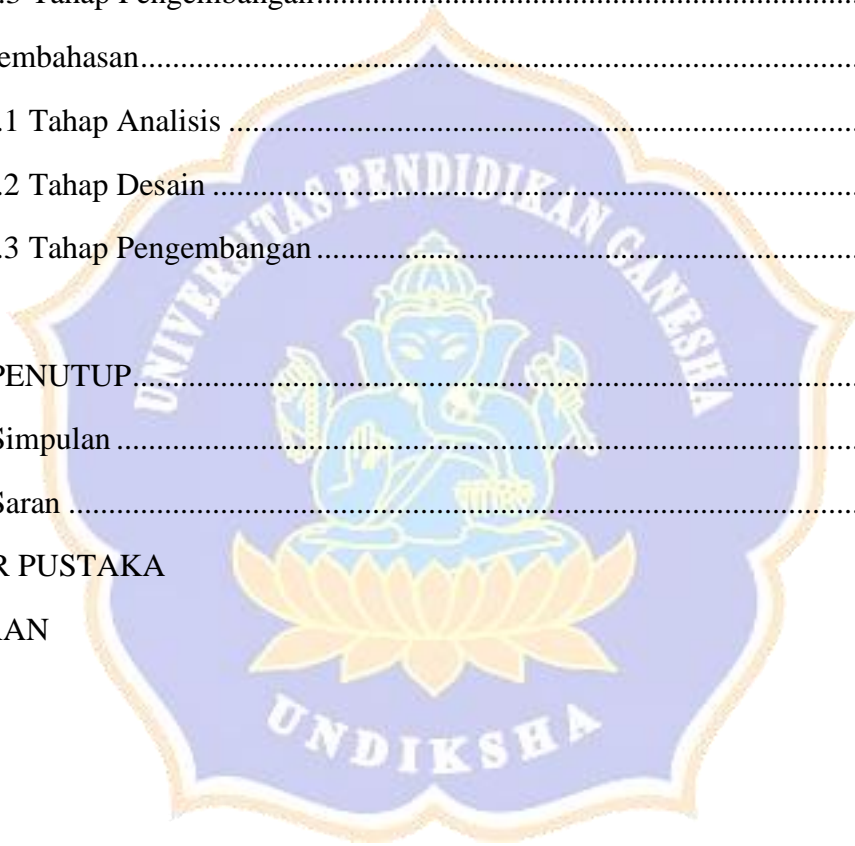 .3 Tahap Pengembangan
embahasan
.1 Tahap Analisis
.2 Tahap Desain
.3 Tahap Pengembangan
PENUTUP
Simpulan
Saran
R PUSTAKA
RAN
UNIVERSITAS PENDIDIKAN GANESHA
UNDIKSHA